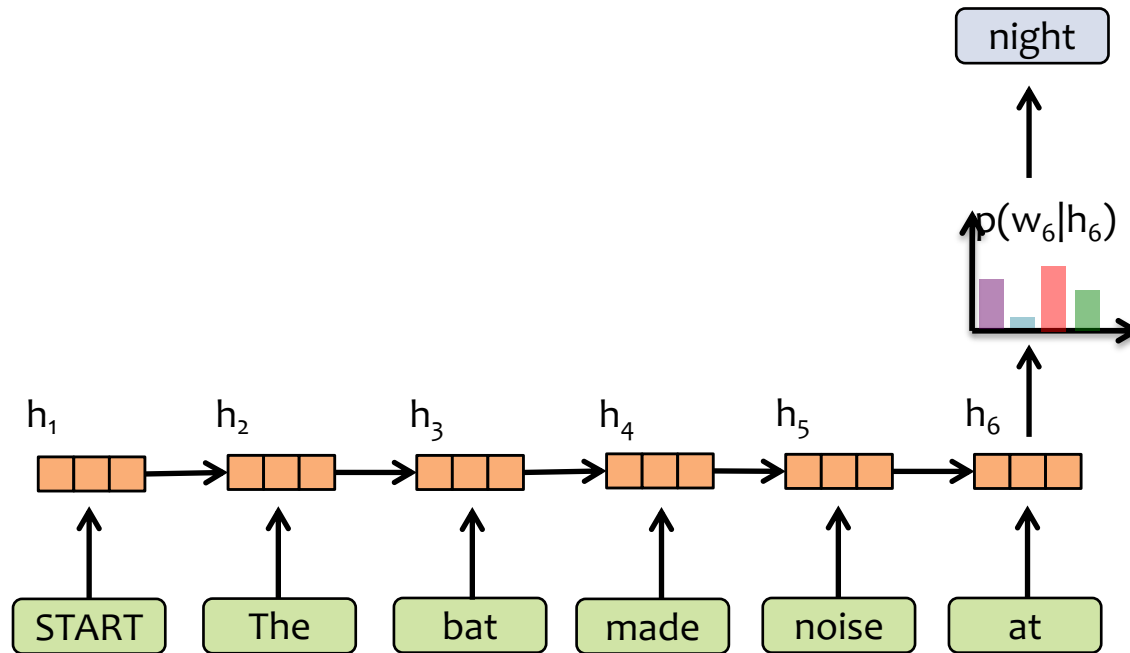 night
p(w₆|h₆)
h₁ h₂ h₃ h₄ h₅ h₆
START The bat made noise at